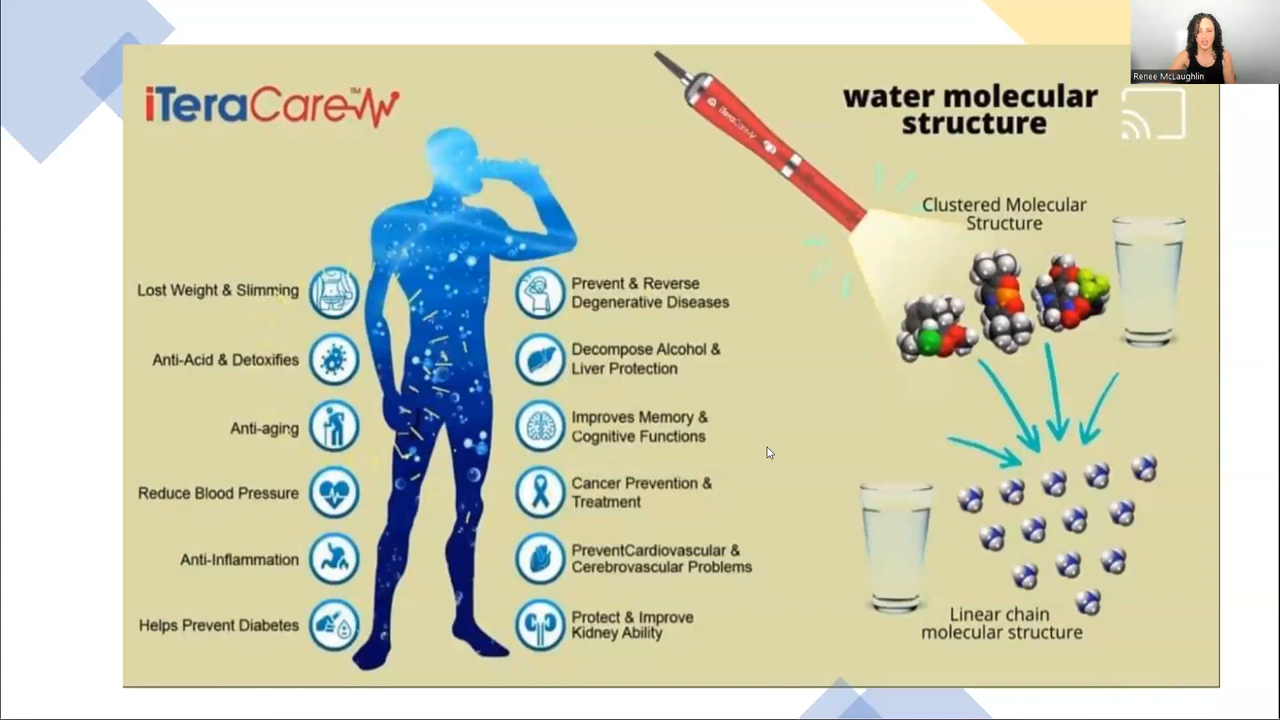 Renee McLaughlin
iTeraCare™
water molecular
structure
iTeraCare
Clustered Molecular
Structure
Lost Weight & Slimming
Prevent & Reverse
Degenerative Diseases
Anti-Acid & Detoxifies
Decompose Alcohol &
Liver Protection
Anti-aging
Improves Memory &
Cognitive Functions
Reduce Blood Pressure
Cancer Prevention &
Treatment
Anti-Inflammation
PreventCardiovascular &
Cerebrovascular Problems
Helps Prevent Diabetes
Protect & Improve
Kidney Ability
Linear chain
molecular structure